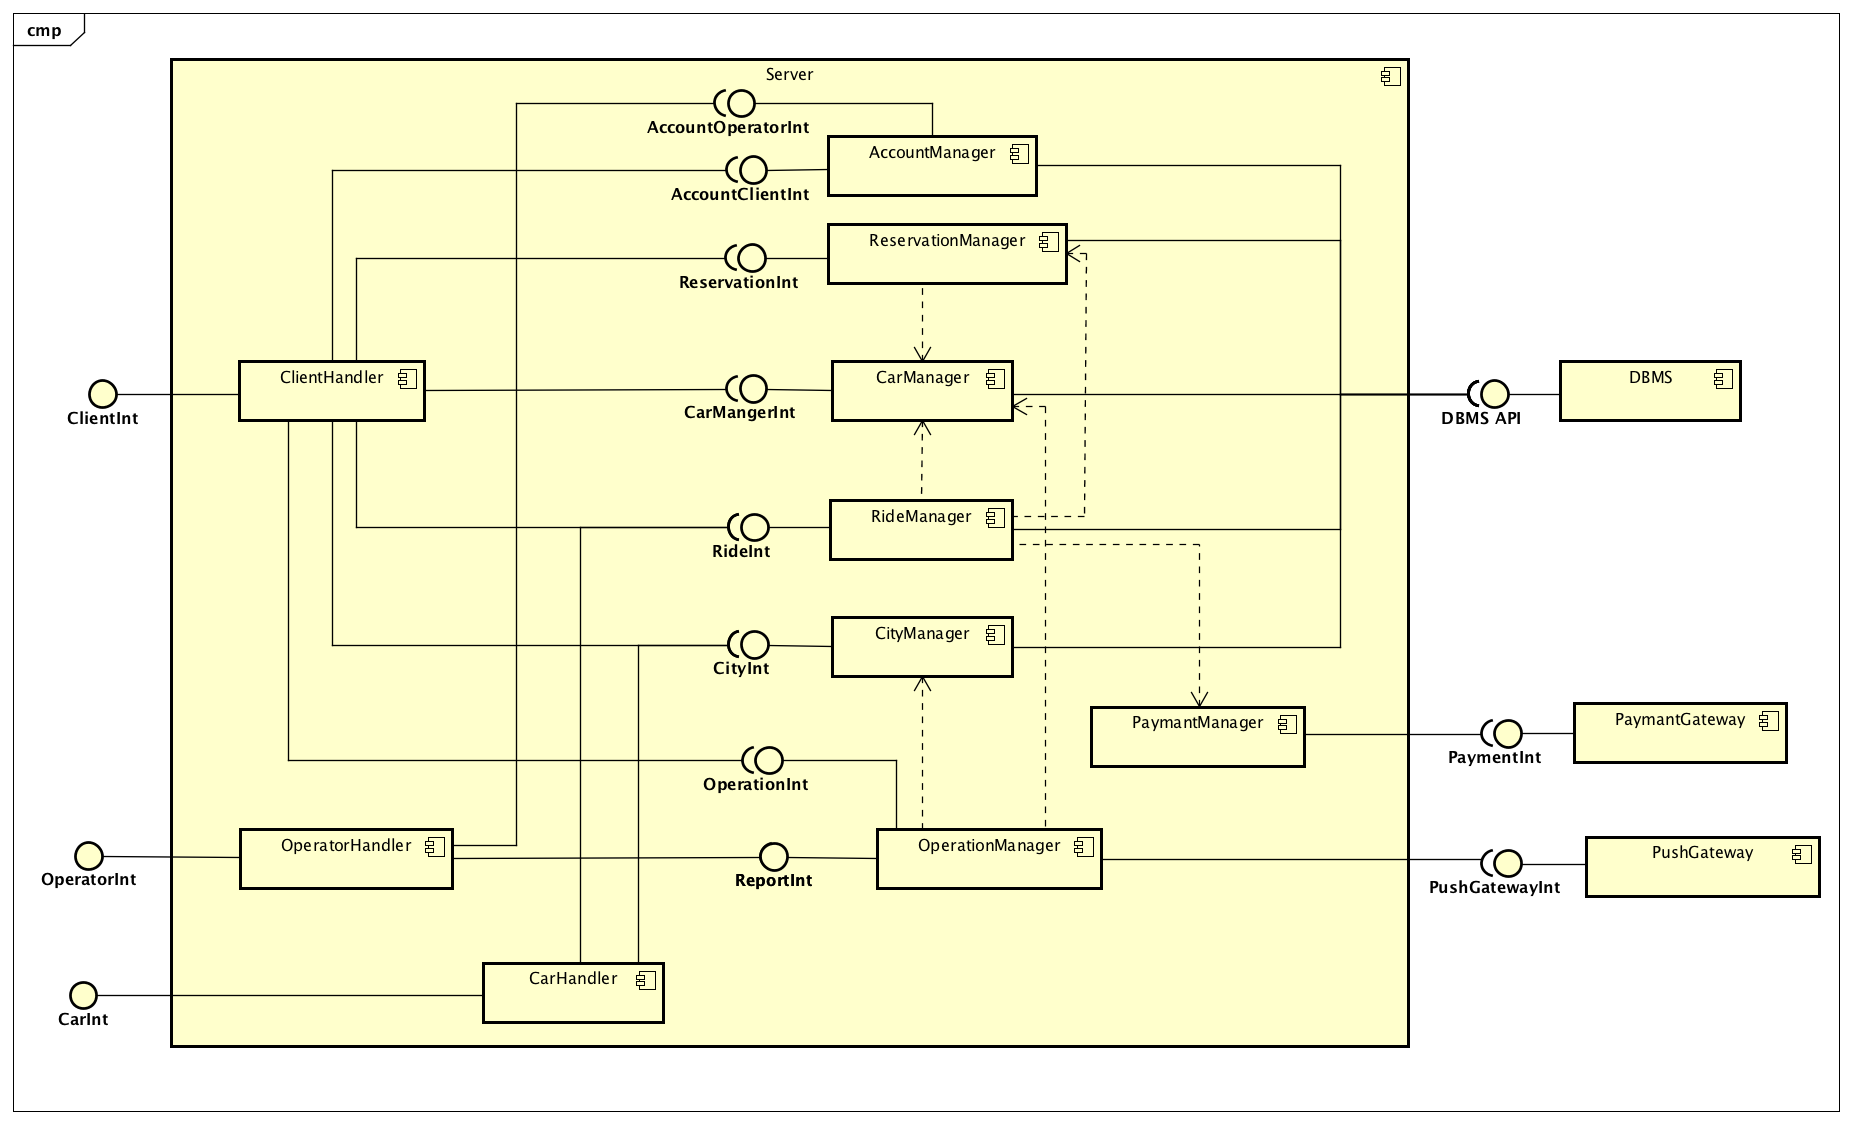 cmp
Server
AccountOperatorInt
AccountManager
AccountClientInt
ReservationManager
ReservationInt
ClientHandler
CarManager
DBMS
ClientInt
CarMangerInt
DBMS API
RideManager
RideInt
CityManager
CityInt
PaymantManager
PaymantGateway
PaymentInt
OperationInt
OperatorHandler
OperationManager
PushGateway
OperatorInt
ReportInt
PushGatewayInt
CarHandler
CarInt